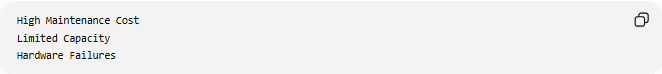 High Maintenance Cost
Limited Capacity
Hardware Failures